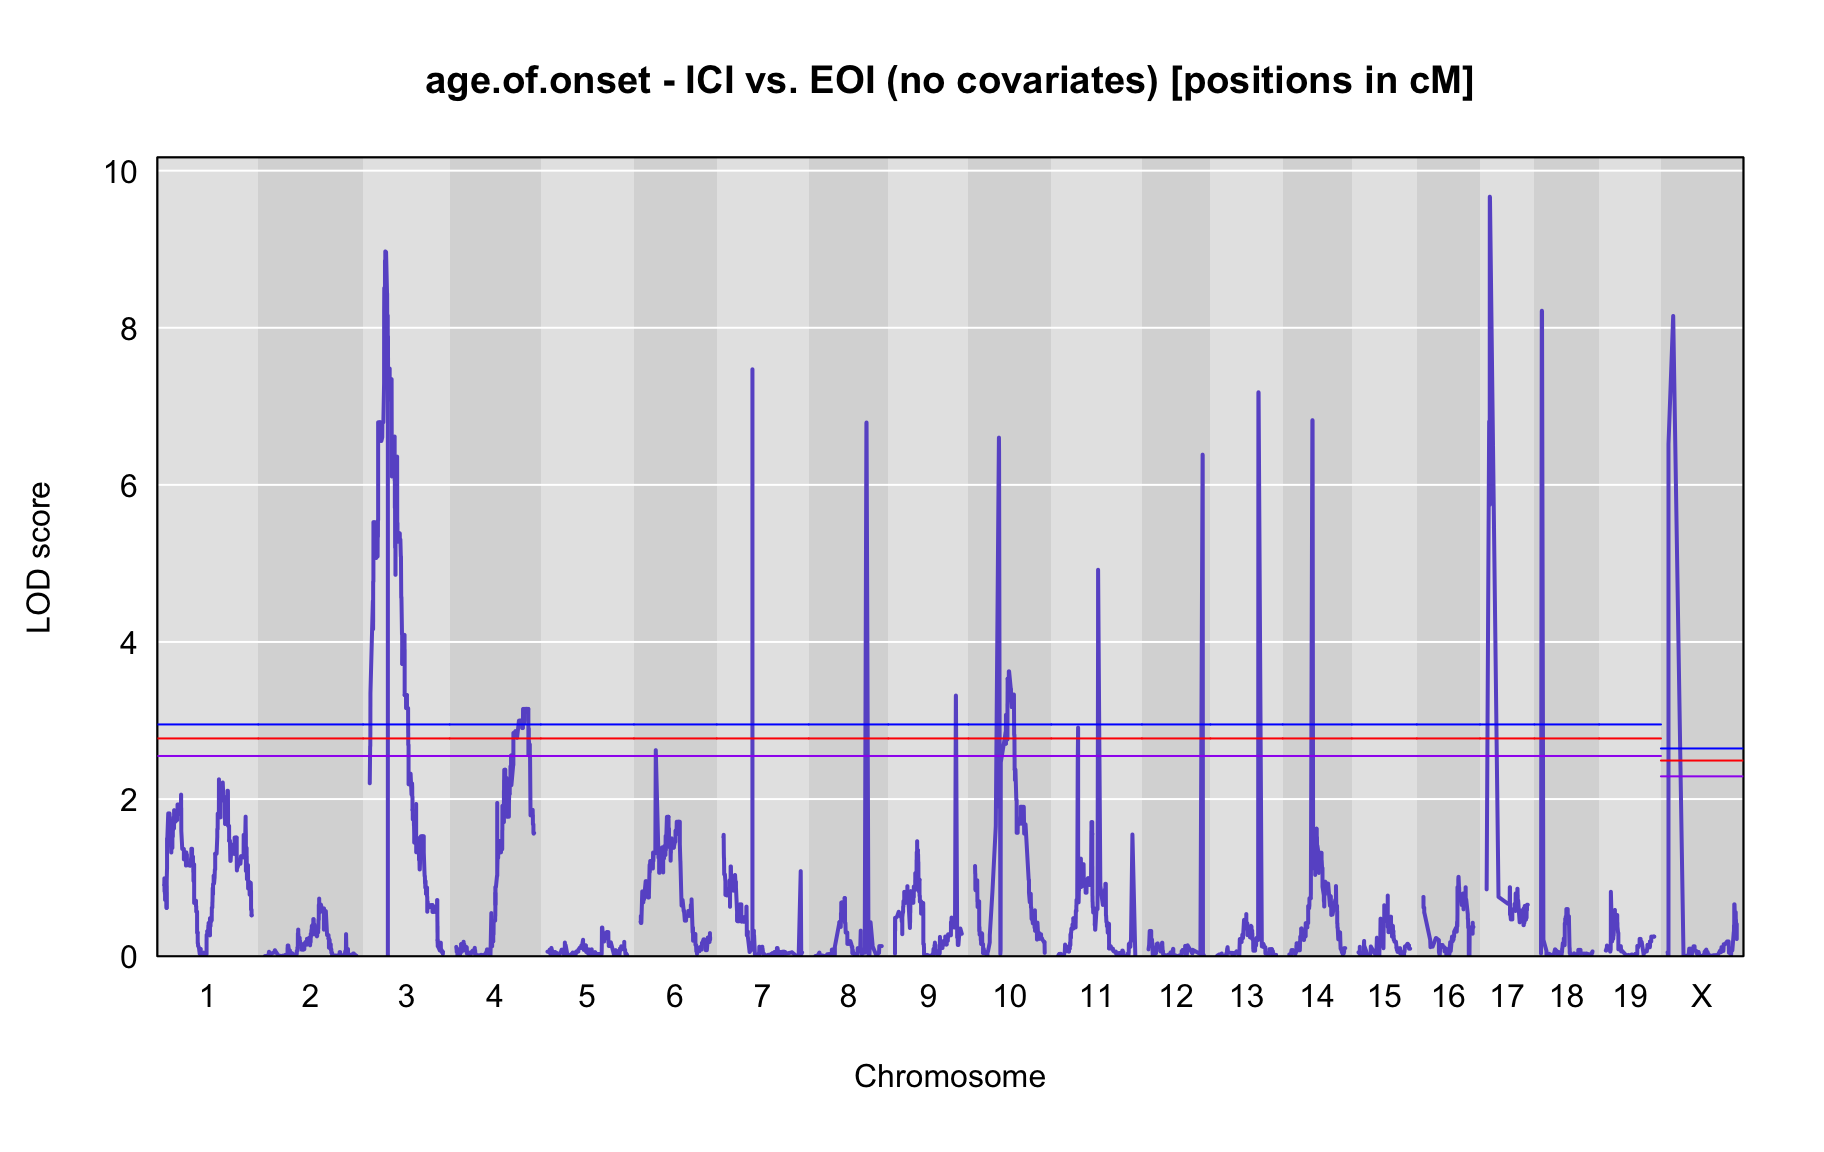 age.of.onset - ICI vs. EOI (no covariates) [positions in cM]
10
8
6
4
2
0
LOD score
1 2 3 4 5 6 7 8 9 10 11 12 13 14 15 16 17 18 19 X
Chromosome